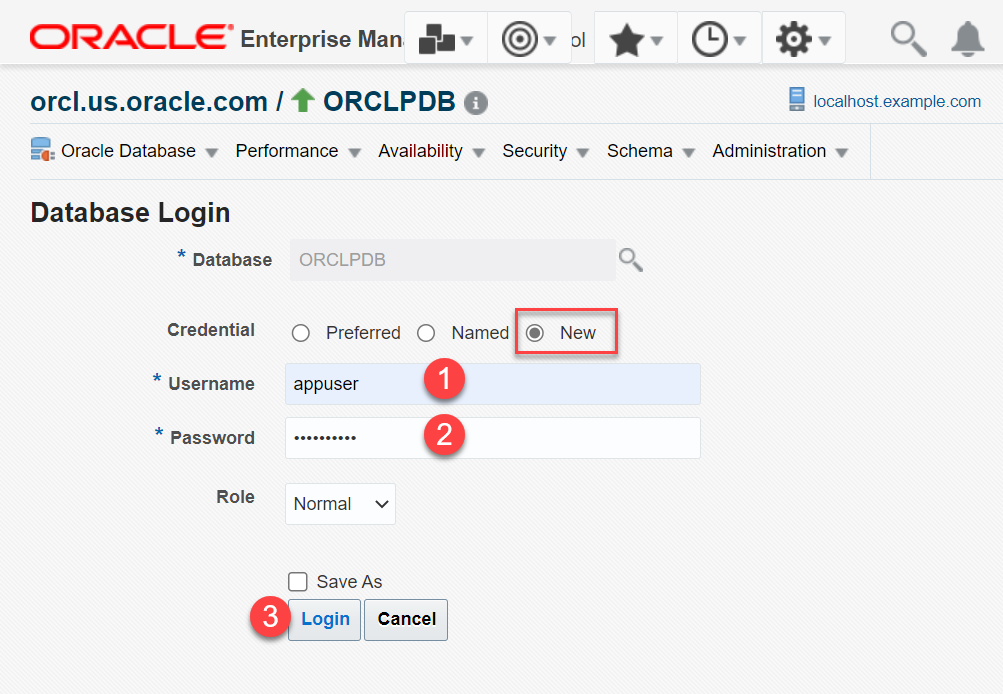 ORACLE® Enterprise Man ol
orcl.us.oracle.com / ORCLPDB i
localhost.example.com
Oracle Database Performance Availability Security Schema Administration
Database Login
* Database ORCLPDB
Credential Preferred Named New
* Username appuser 1
* Password •••••••••• 2
Role Normal
Save As
3 Login Cancel